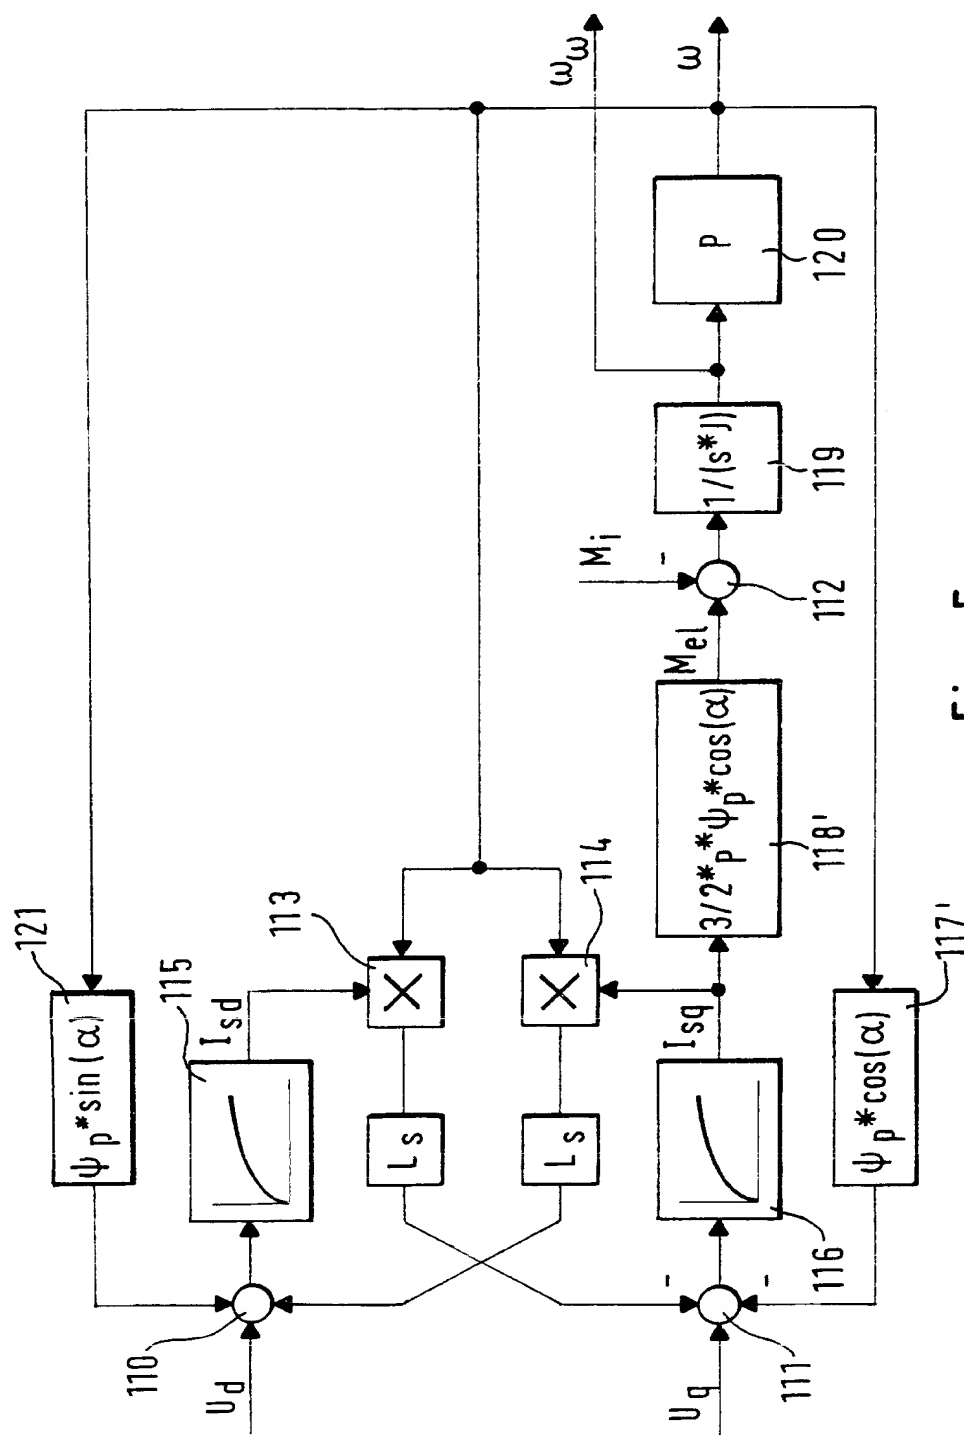 ω_ω
ω
121
ψ_p*sin(α)
115
I_sd
113
L_s
110
U_d
114
L_s
I_sq
116
111
U_q
3/2*p*ψ_p*cos(α)
118'
M_el
M_i
-
112
1/(s*J)
119
p
120
-
-
ψ_p*cos(α)
117'